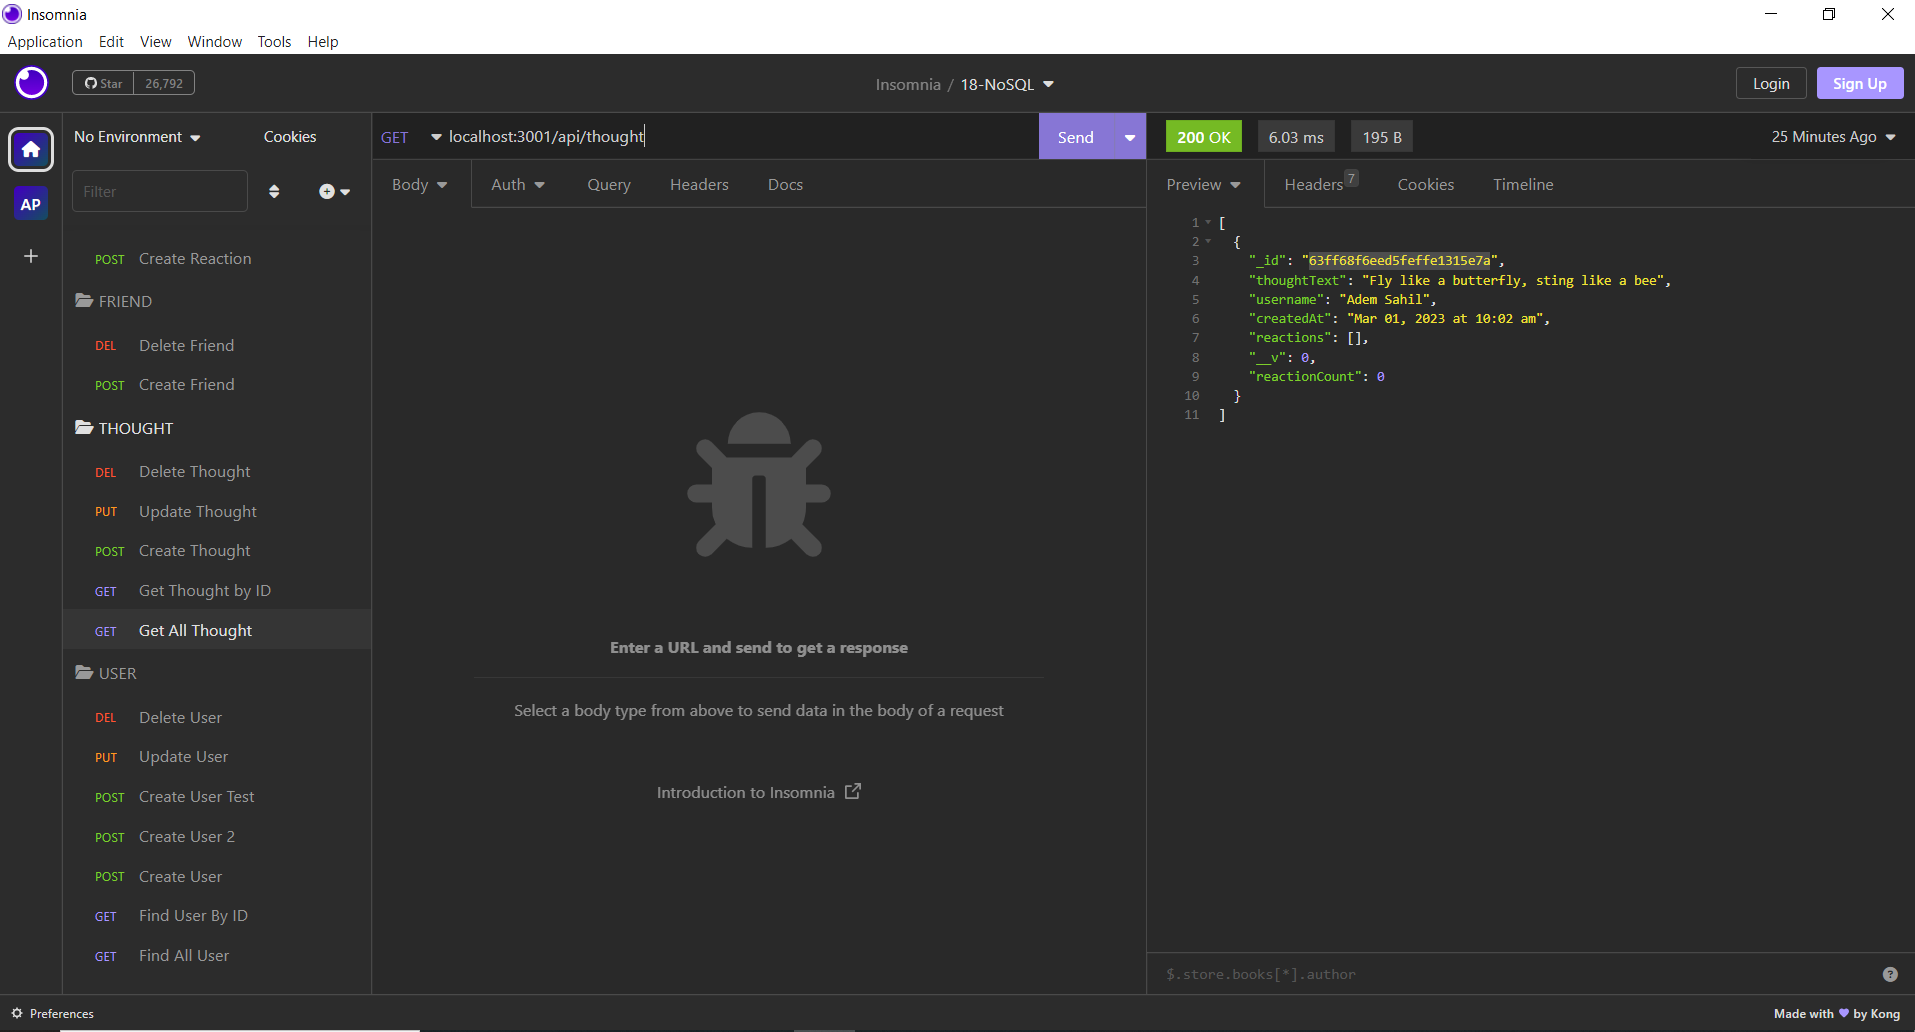 Insomnia
Application Edit View Window Tools Help
Star 26,792
Insomnia / 18-NoSQL
Login Sign Up
No Environment Cookies
GET localhost:3001/api/thought Send
200 OK 6.03 ms 195 B 25 Minutes Ago
AP
Filter
Body Auth Query Headers Docs
Preview Headers 7 Cookies Timeline
POST Create Reaction
FRIEND
DEL Delete Friend
POST Create Friend
THOUGHT
DEL Delete Thought
PUT Update Thought
POST Create Thought
GET Get Thought by ID
GET Get All Thought
USER
DEL Delete User
PUT Update User
POST Create User Test
POST Create User 2
POST Create User
GET Find User By ID
GET Find All User
Enter a URL and send to get a response
Select a body type from above to send data in the body of a request
Introduction to Insomnia
1 [
2 {
3 "_id": "63ff68f6eed5feffe1315e7a",
4 "thoughtText": "Fly like a butterfly, sting like a bee",
5 "username": "Adem Sahil",
6 "createdAt": "Mar 01, 2023 at 10:02 am",
7 "reactions": [],
8 "__v": 0,
9 "reactionCount": 0
10 }
11 ]
$.store.books[*].author
Preferences
Made with 💜 by Kong